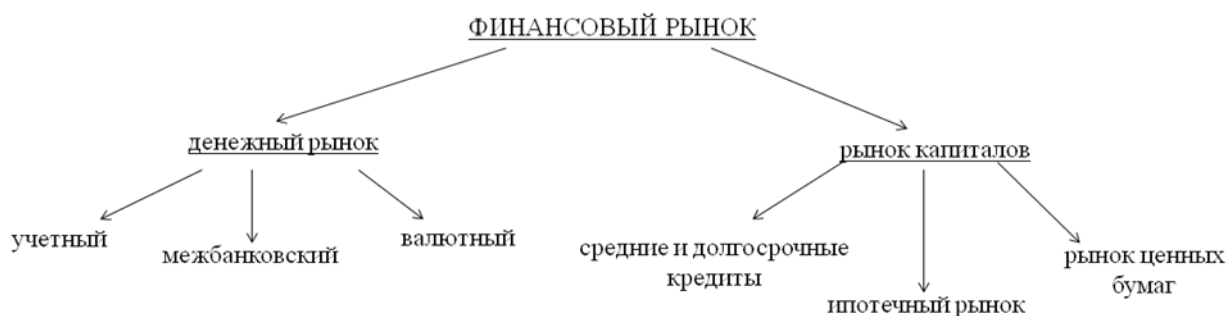 ФИНАНСОВЫЙ РЫНОК
денежный рынок
рынок капиталов
учетный
межбанковский
валютный
средние и долгосрочные
кредиты
ипотечный рынок
рынок ценных
бумаг